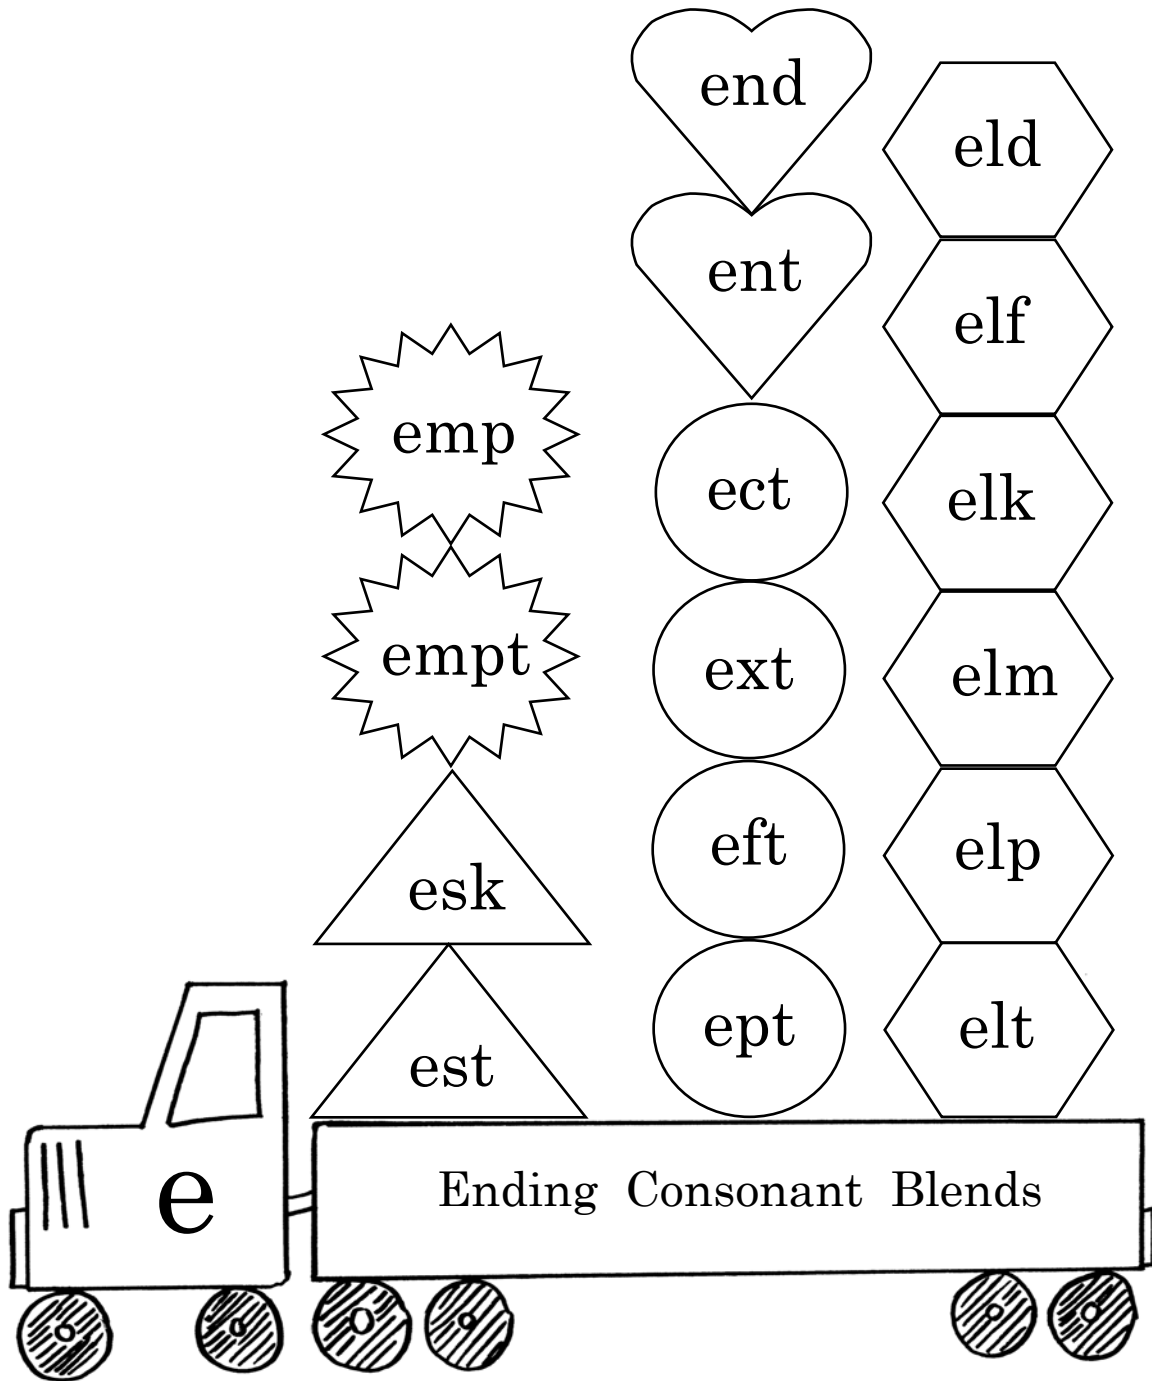 emp
empt
esk
est
end
ent
ect
ext
eft
ept
eld
elf
elk
elm
elp
elt
e
Ending Consonant Blends